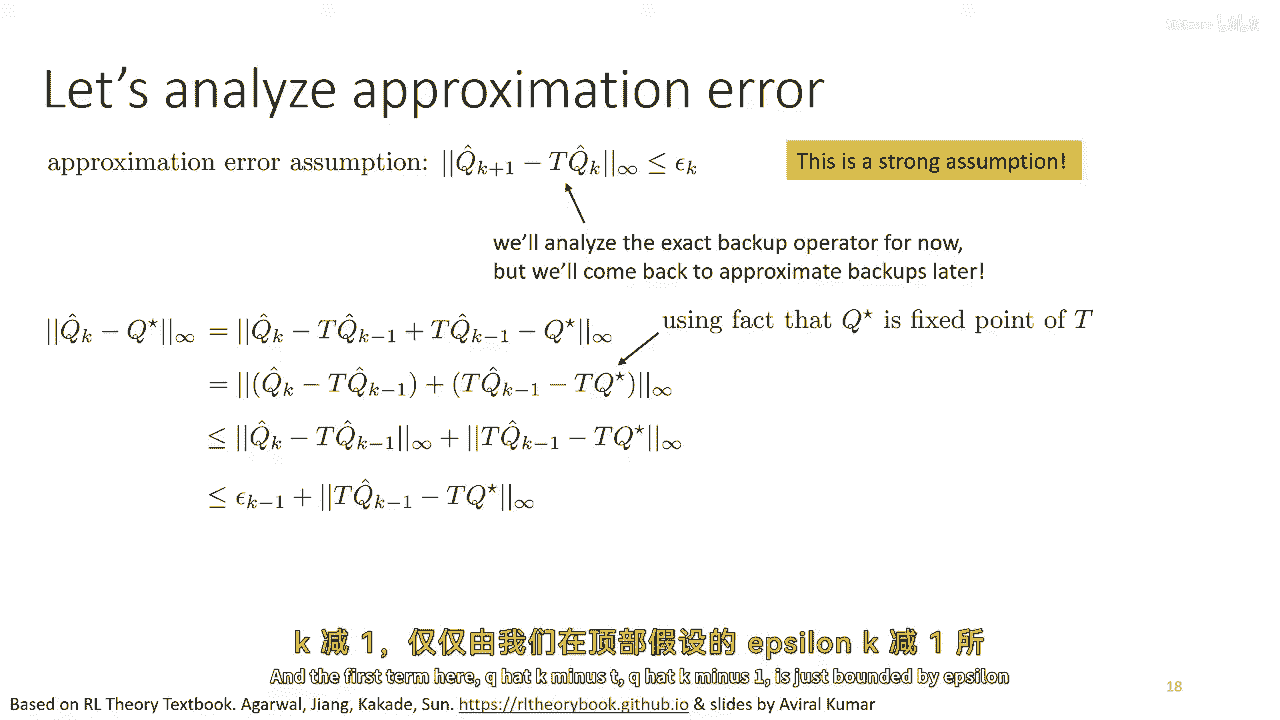 Let's analyze approximation error
approximation error assumption: $||\hat{Q}_{k+1} - T\hat{Q}_k||_\infty \leq \epsilon_k$
This is a strong assumption!
we'll analyze the exact backup operator for now,
but we'll come back to approximate backups later!
$||\hat{Q}_k - Q^\star||_\infty = ||\hat{Q}_k - T\hat{Q}_{k-1} + T\hat{Q}_{k-1} - Q^\star||_\infty$
using fact that $Q^\star$ is fixed point of $T$
$= ||(\hat{Q}_k - T\hat{Q}_{k-1}) + (T\hat{Q}_{k-1} - TQ^\star)||_\infty$
$\leq ||\hat{Q}_k - T\hat{Q}_{k-1}||_\infty + ||T\hat{Q}_{k-1} - TQ^\star||_\infty$
$\leq \epsilon_{k-1} + ||T\hat{Q}_{k-1} - TQ^\star||_\infty$
k 减 1，仅仅由我们在顶部假设的 epsilon k 减 1 所
And the first term here, q hat k minus t, q hat k minus 1, is just bounded by epsilon
18
Based on RL Theory Textbook. Agarwal, Jiang, Kakade, Sun. https://rltheorybook.github.io & slides by Aviral Kumar